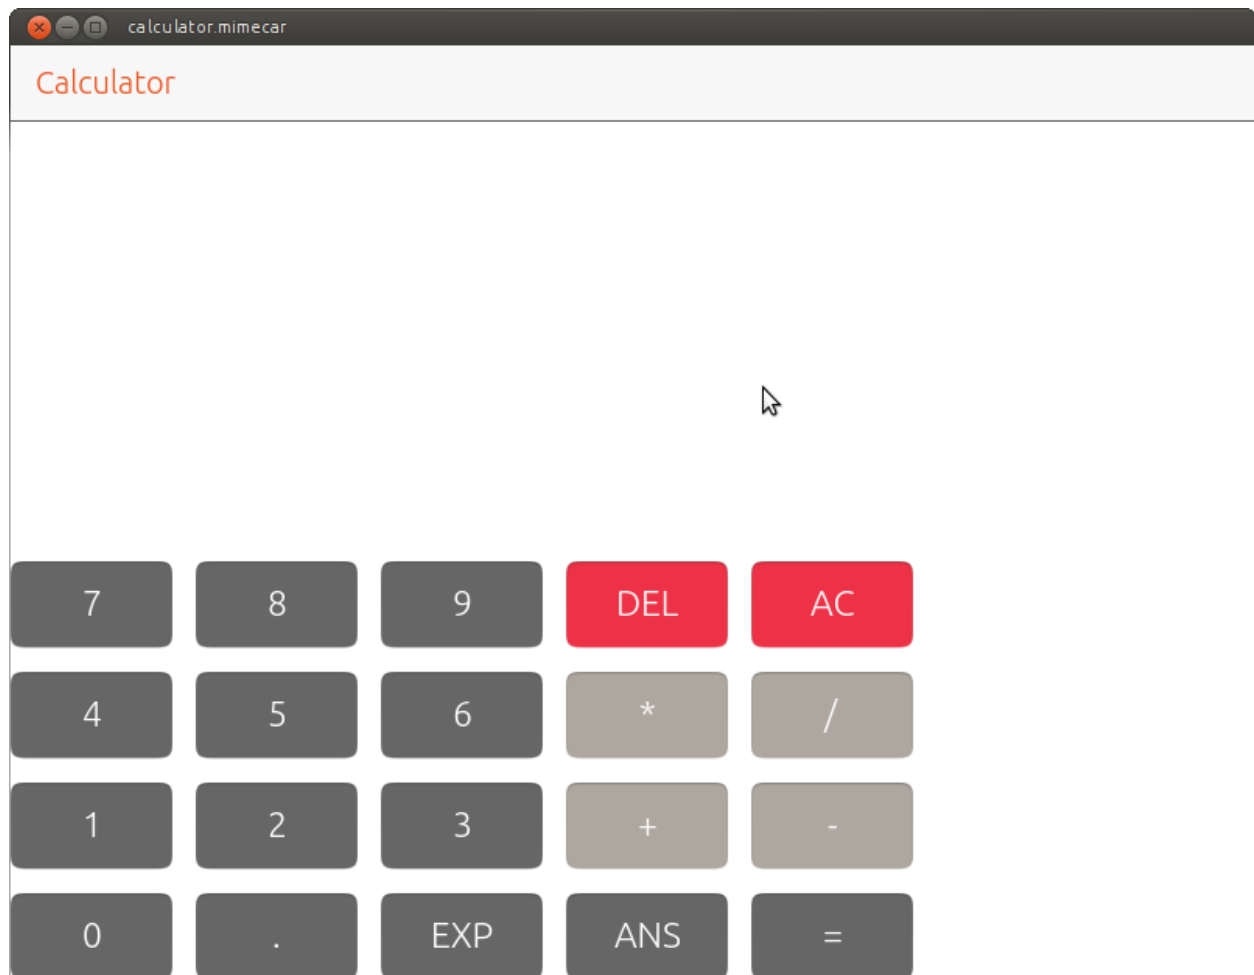 calculator.mimecar
Calculator
7 8 9 DEL AC
4 5 6 * /
1 2 3 + -
0 . EXP ANS =